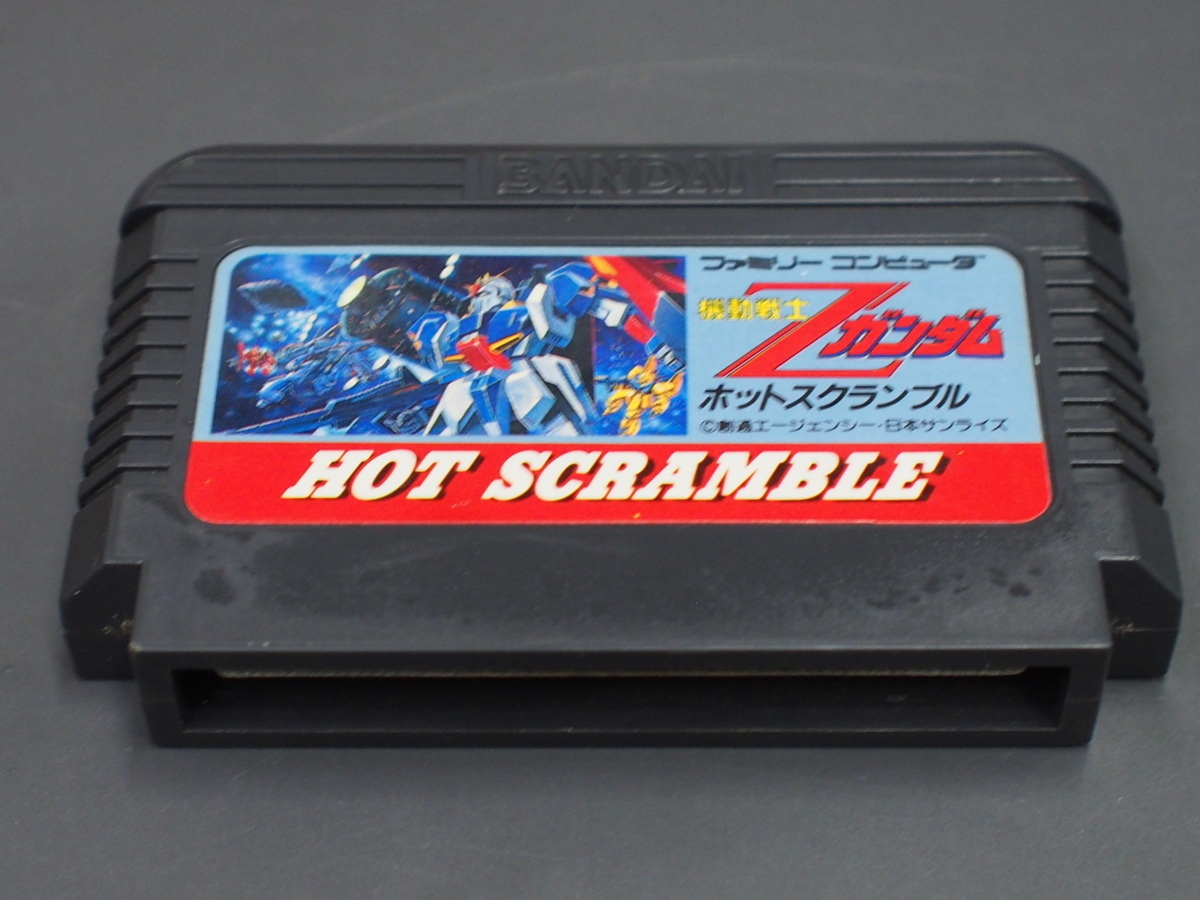 BANDAI
ファミリー コンピュータ
機動戦士
Zガンダム
ホットスクランブル
©創通エージェンシー・日本サンライズ
HOT SCRAMBLE